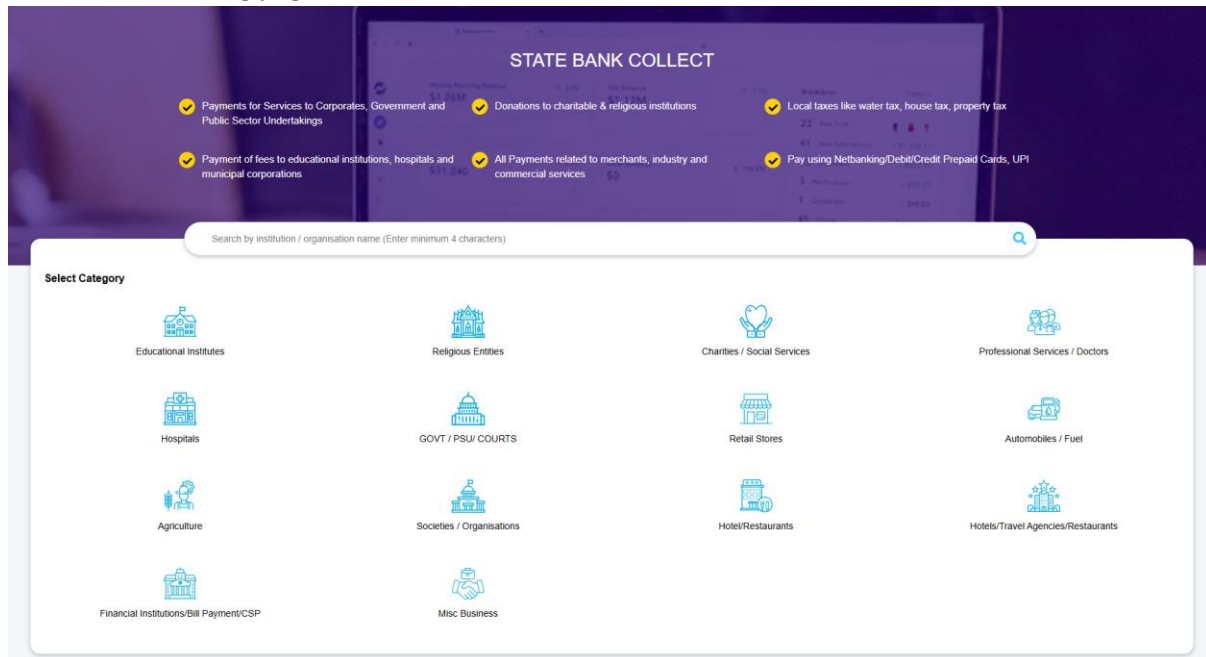 STATE BANK COLLECT
Payments for Services to Corporates, Government and
Public Sector Undertakings
Donations to charitable & religious institutions
Local taxes like water tax, house tax, property tax
Payment of fees to educational institutions, hospitals and
municipal corporations
All Payments related to merchants, industry and
commercial services
Pay using Netbanking/Debit/Credit Prepaid Cards, UPI
Search by institution / organisation name (Enter minimum 4 characters)
Select Category
Educational Institutes
Religious Entities
Charities / Social Services
Professional Services / Doctors
Hospitals
GOVT / PSU/ COURTS
Retail Stores
Automobiles / Fuel
Agriculture
Societies / Organisations
Hotel/Restaurants
Hotels/Travel Agencies/Restaurants
Financial Institutions/Bill Payment/CSP
Misc Business